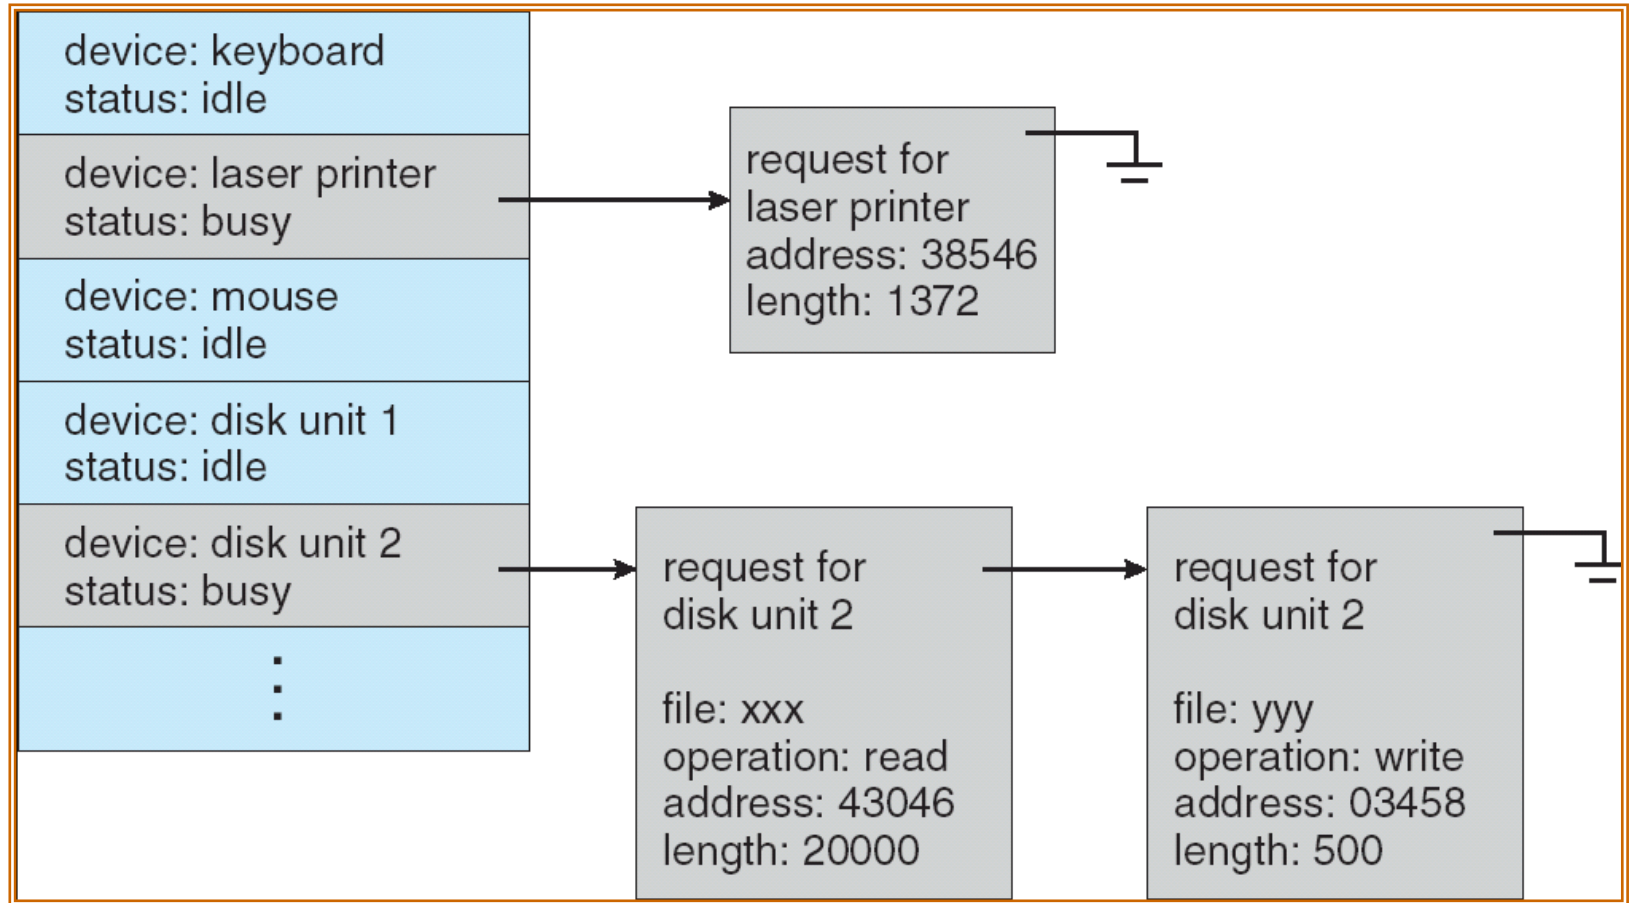 device: keyboard
status: idle
device: laser printer
status: busy
device: mouse
status: idle
device: disk unit 1
status: idle
device: disk unit 2
status: busy
request for
laser printer
address: 38546
length: 1372
request for
disk unit 2
file: xxx
operation: read
address: 43046
length: 20000
request for
disk unit 2
file: yyy
operation: write
address: 03458
length: 500